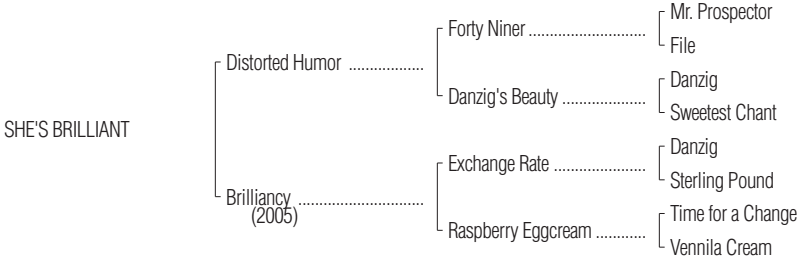 Mr. Prospector
Forty Niner ............................
File
Distorted Humor ..................
Danzig
Danzig's Beauty ....................
Sweetest Chant
SHE'S BRILLIANT
Danzig
Exchange Rate ......................
Sterling Pound
Brilliancy ..............................
(2005)
Time for a Change
Raspberry Eggcream ............
Vennila Cream